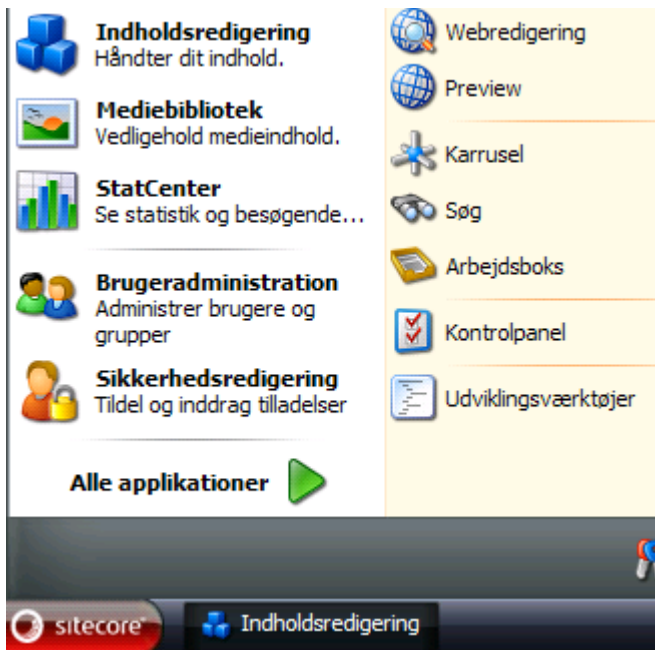 Indholdsredigering
Håndter dit indhold.
Mediebibliotek
Vedligehold medieindhold.
StatCenter
Se statistik og besøgende...
Brugeradministration
Administrer brugere og
grupper
Sikkerhedsredigering
Tildel og inddrag tilladelser
Alle applikationer
Webredigering
Preview
Karrusel
Søg
Arbejdsboks
Kontrolpanel
Udviklingsværktøjer
sitecore
Indholdsredigering